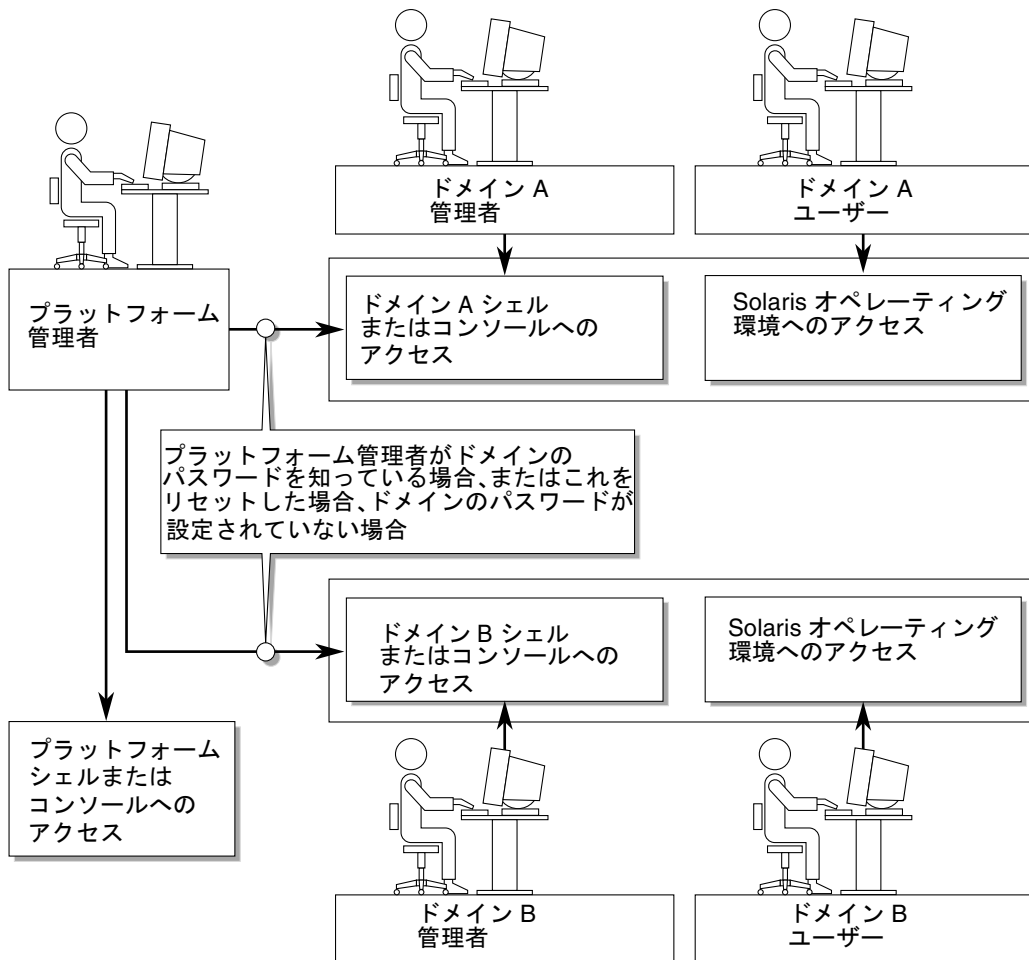 ドメイン A
管理者
ドメイン A
ユーザー
プラットフォーム
管理者
ドメイン A シェル
またはコンソールへの
アクセス
Solaris オペレーティング
環境へのアクセス
プラットフォーム管理者がドメインの
パスワードを知っている場合、またはこれを
リセットした場合、ドメインのパスワードが
設定されていない場合
ドメイン B シェル
またはコンソールへの
アクセス
Solaris オペレーティング
環境へのアクセス
プラットフォーム
シェルまたは
コンソールへの
アクセス
ドメイン B
管理者
ドメイン B
ユーザー